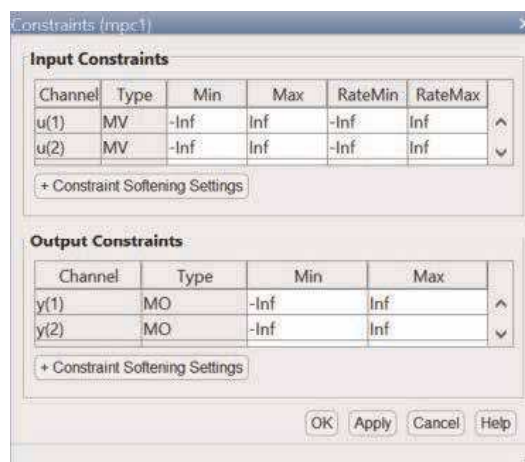 Constraints (mpc1)
Input Constraints
Channel Type Min Max RateMin RateMax
u(1) MV -Inf Inf -Inf Inf
u(2) MV -Inf Inf -Inf Inf
+ Constraint Softening Settings
Output Constraints
Channel Type Min Max
y(1) MO -Inf Inf
y(2) MO -Inf Inf
+ Constraint Softening Settings
OK Apply Cancel Help